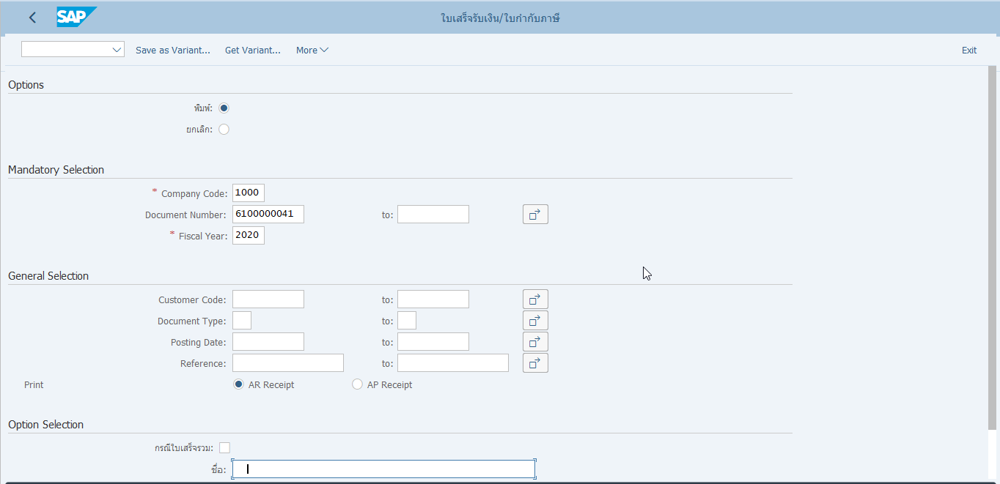 SAP
ใบเสร็จรับเงิน/ใบกำกับภาษี
Save as Variant... Get Variant... More Exit
Options
พิมพ์:
ยกเลิก:
Mandatory Selection
* Company Code: 1000
Document Number: 6100000041 to:
* Fiscal Year: 2020
General Selection
Customer Code: to:
Document Type: to:
Posting Date: to:
Reference: to:
Print AR Receipt AP Receipt
Option Selection
กรณีใบเสร็จรวม:
ชื่อ: